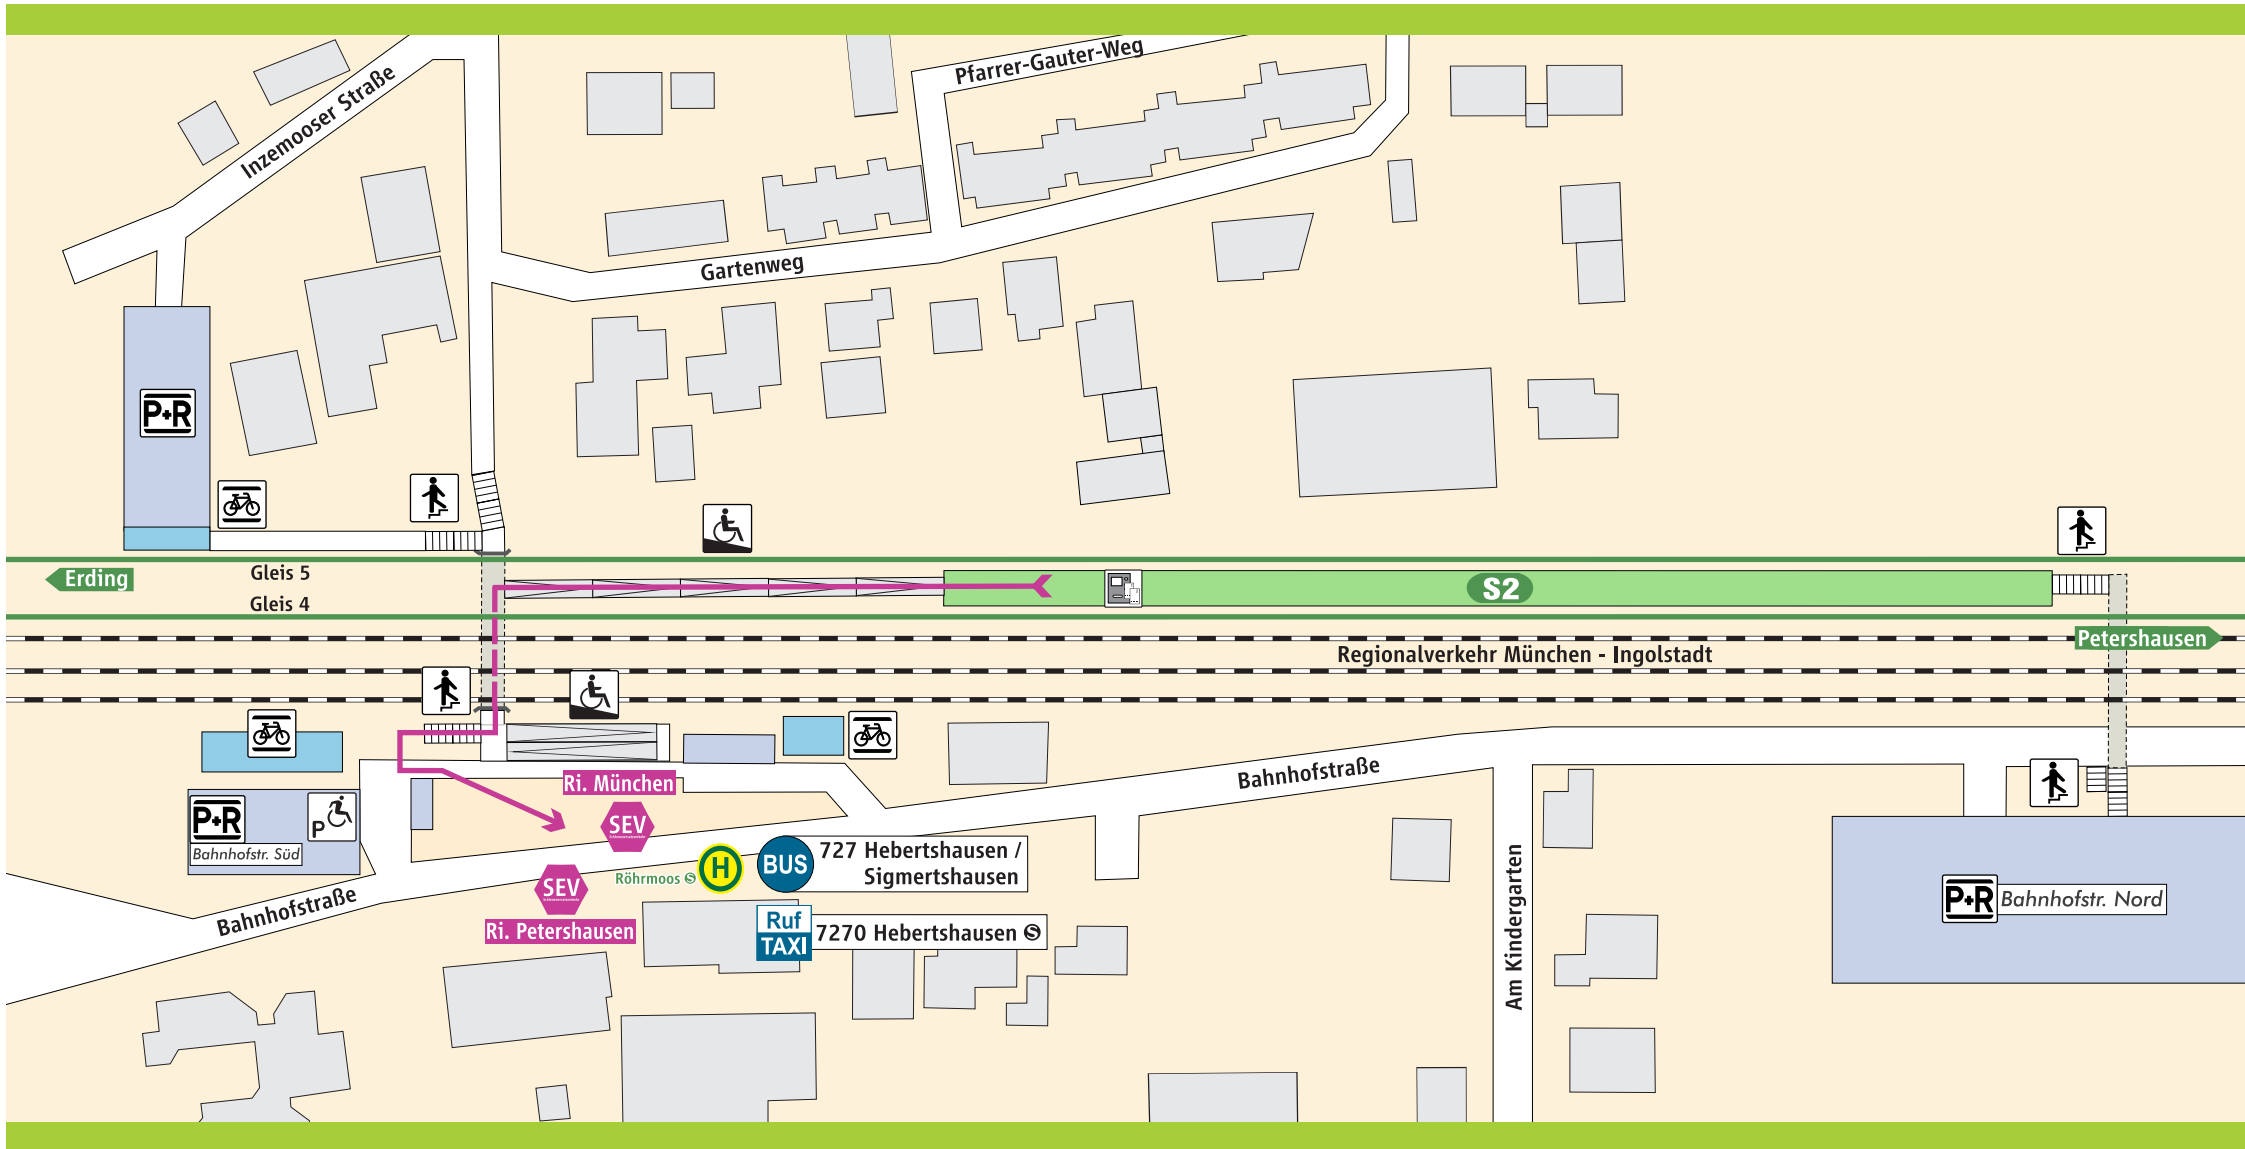 Pfarrer-Gauter-Weg
Inzemooser Straße
Gartenweg
P+R
Erding
Gleis 5
Gleis 4
S2
Petershausen
Regionalverkehr München - Ingolstadt
Bahnhofstraße
Ri. München
P+R
P
Bahnhofstr. Süd
SEV
Röhrmoos S
H
BUS
727 Hebertshausen /
Sigmertshausen
SEV
Ri. Petershausen
Bahnhofstraße
Ruf
TAXI
7270 Hebertshausen S
Am Kindergarten
P+R
Bahnhofstr. Nord